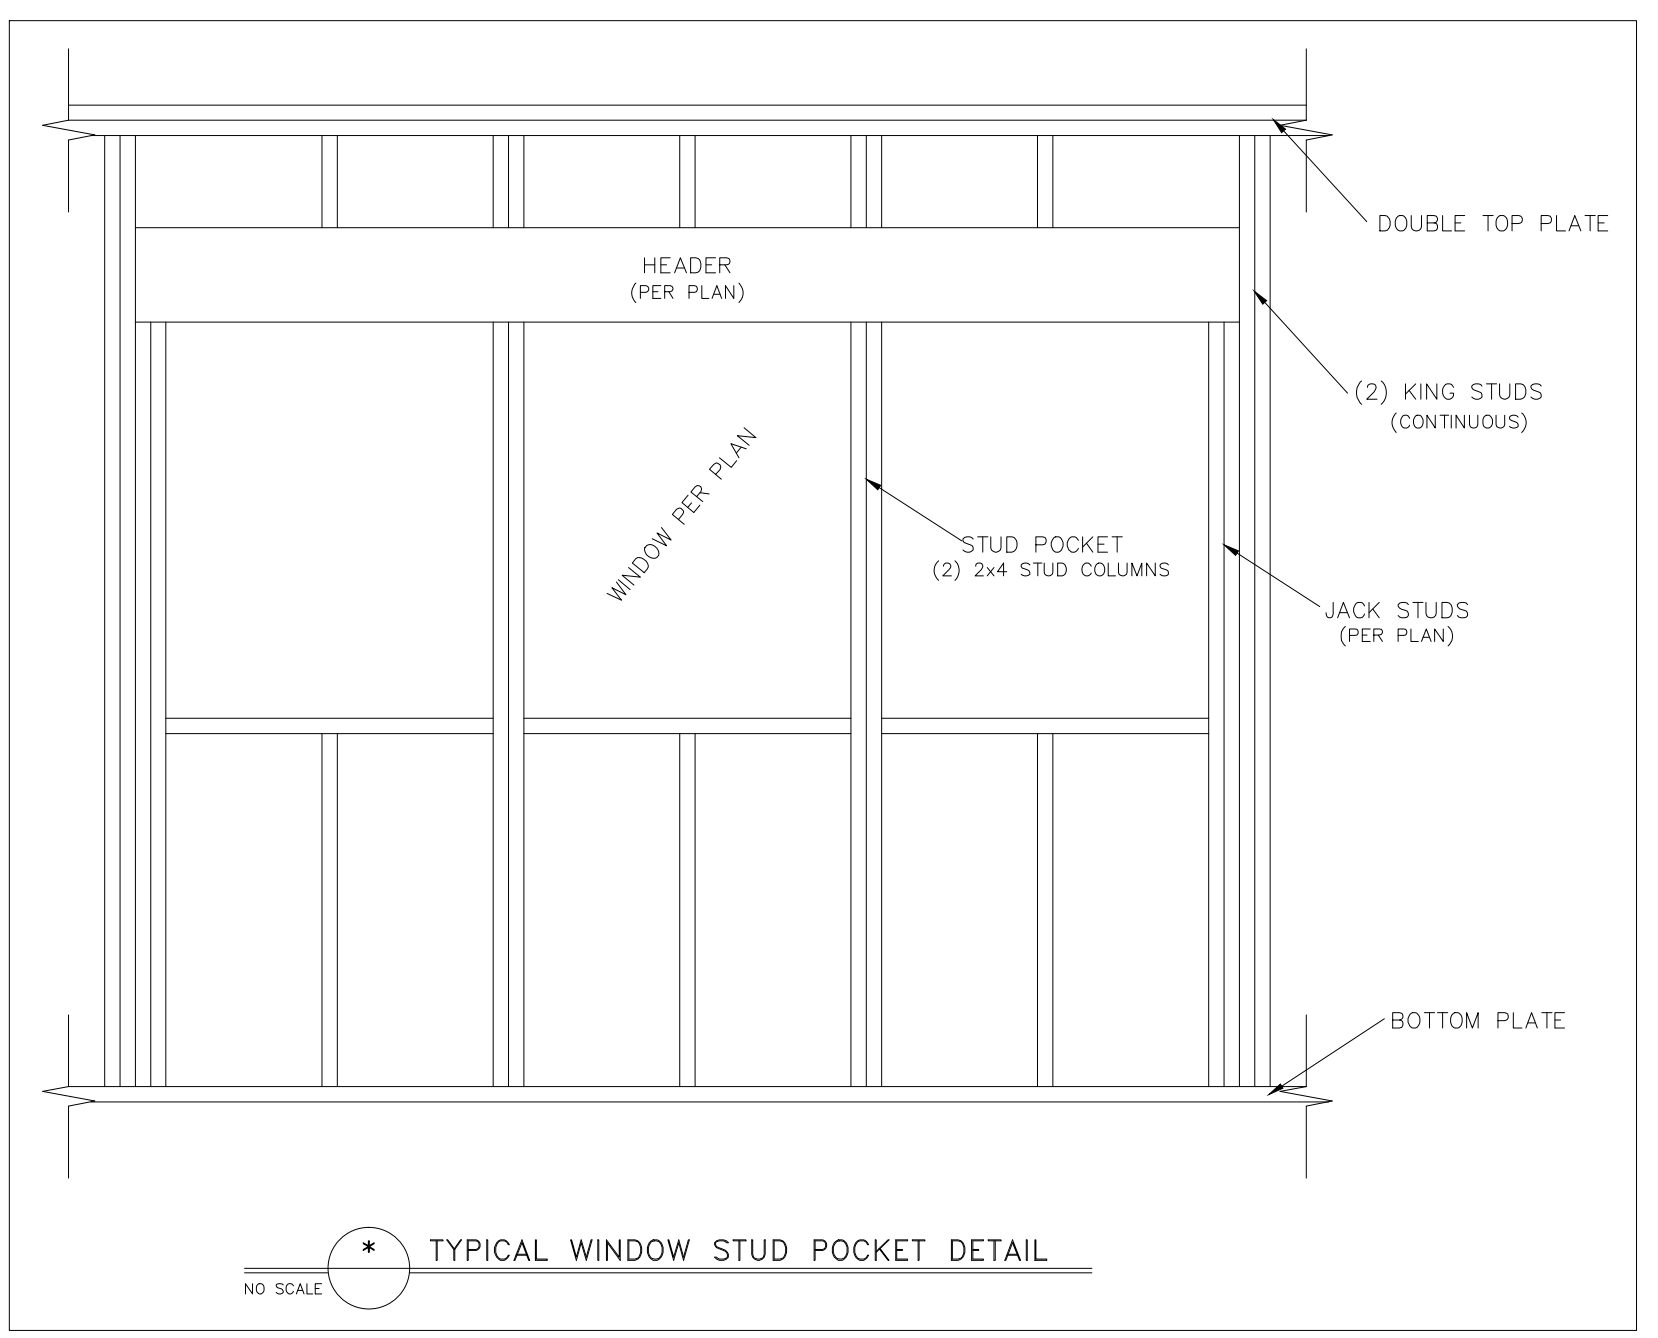 DOUBLE TOP PLATE
HEADER
(PER PLAN)
(2) KING STUDS
(CONTINUOUS)
WINDOW PER PLAN
STUD POCKET
(2) 2x4 STUD COLUMNS
JACK STUDS
(PER PLAN)
BOTTOM PLATE
* TYPICAL WINDOW STUD POCKET DETAIL
NO SCALE